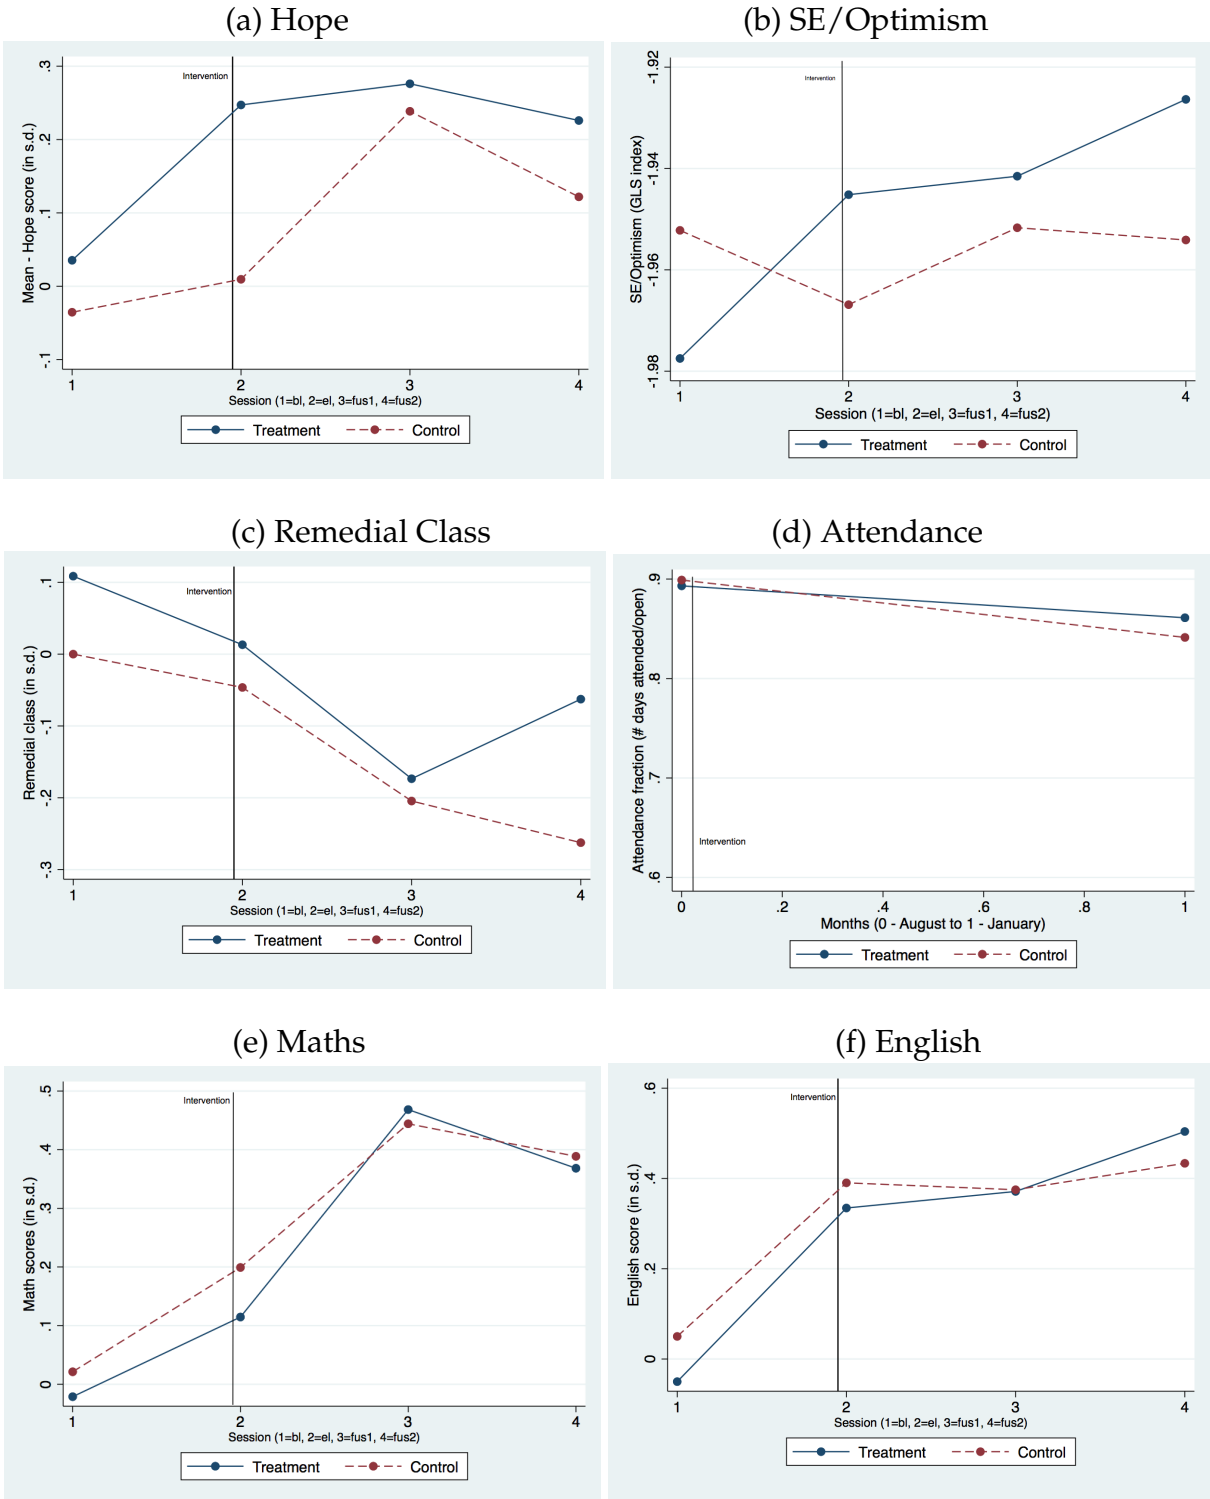 (a) Hope
Mean - Hope score (in s.d.)
.3
.2
.1
0
-.1
Intervention
1 2 3 4
Session (1=bl, 2=el, 3=fus1, 4=fus2)
Treatment Control
(b) SE/Optimism
SE/Optimism (GLS index)
-1.92
-1.94
-1.96
-1.98
Intervention
1 2 3 4
Session (1=bl, 2=el, 3=fus1, 4=fus2)
Treatment Control
(c) Remedial Class
Remedial class (in s.d.)
.1
0
-.1
-.2
-.3
Intervention
1 2 3 4
Session (1=bl, 2=el, 3=fus1, 4=fus2)
Treatment Control
(d) Attendance
Attendance fraction (# days attended/open)
.9
.8
.7
.6
Intervention
0 .2 .4 .6 .8 1
Months (0 - August to 1 - January)
Treatment Control
(e) Maths
Math scores (in s.d.)
.5
.4
.3
.2
.1
0
Intervention
1 2 3 4
Session (1=bl, 2=el, 3=fus1, 4=fus2)
Treatment Control
(f) English
English score (in s.d.)
.6
.4
.2
0
Intervention
1 2 3 4
Session (1=bl, 2=el, 3=fus1, 4=fus2)
Treatment Control